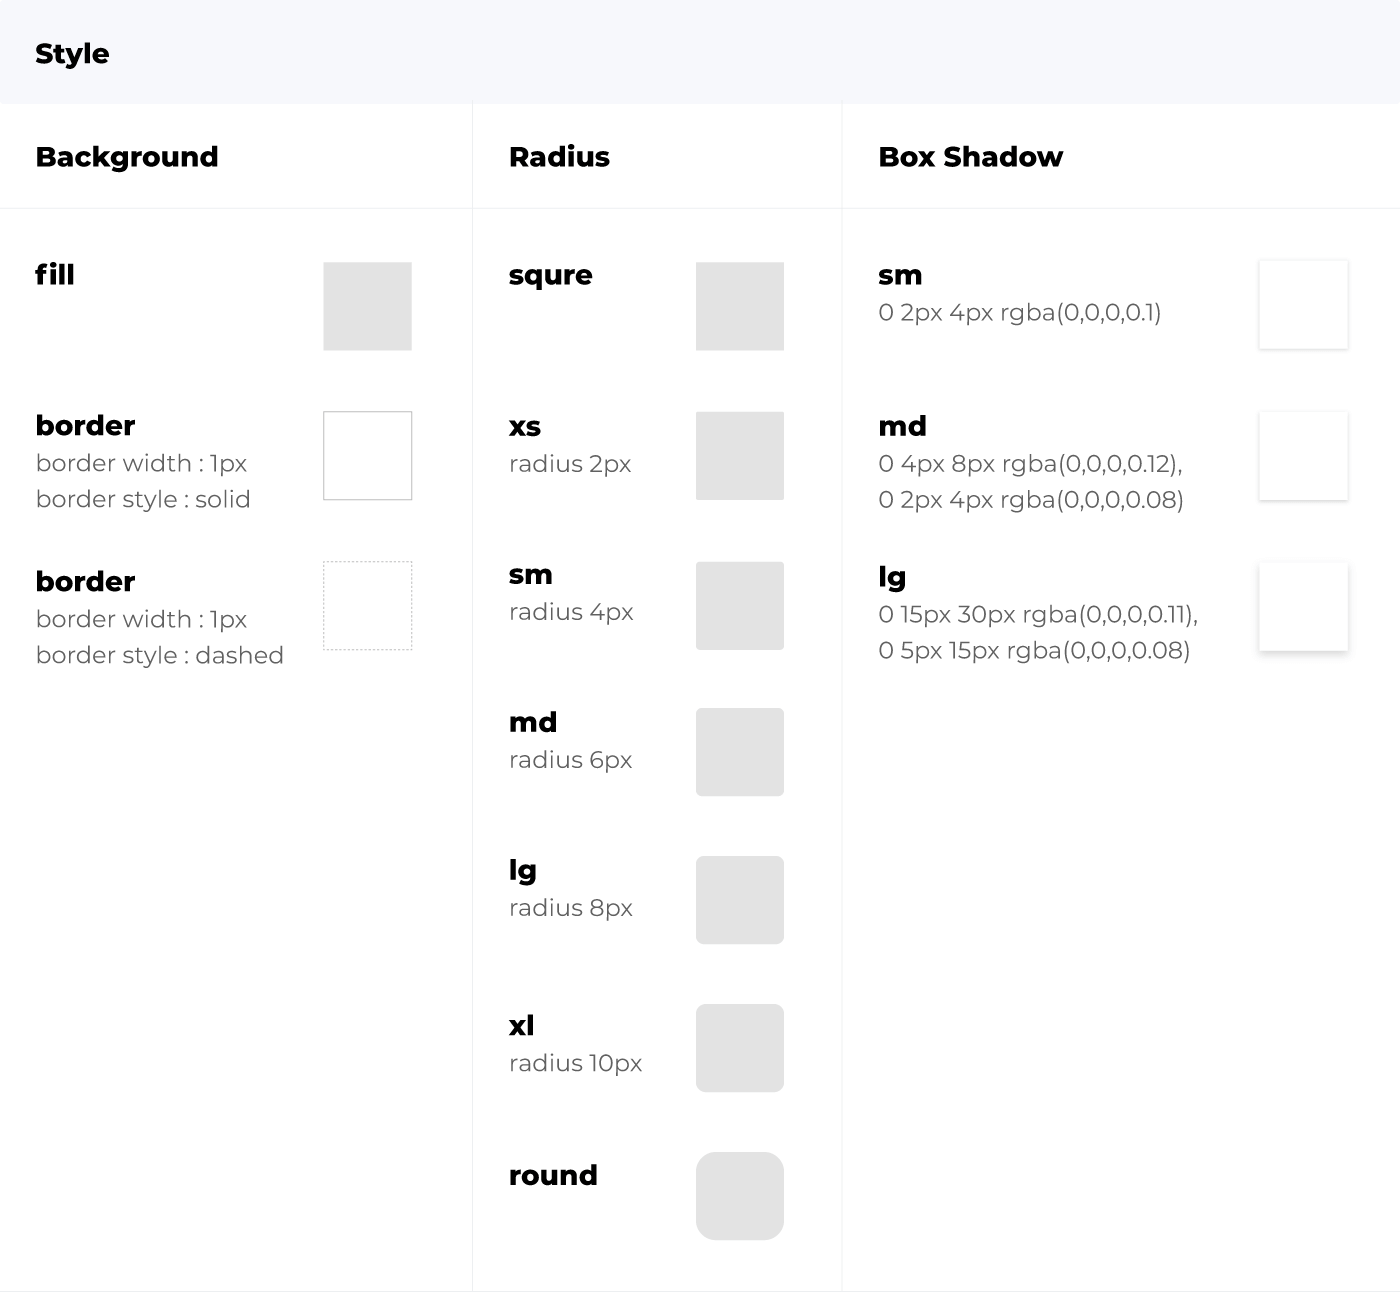 Style
Background
Radius
Box Shadow
fill
border
border width : 1px
border style : solid
border
border width : 1px
border style : dashed
squre
xs
radius 2px
sm
radius 4px
md
radius 6px
lg
radius 8px
xl
radius 10px
round
sm
0 2px 4px rgba(0,0,0,0.1)
md
0 4px 8px rgba(0,0,0,0.12),
0 2px 4px rgba(0,0,0,0.08)
lg
0 15px 30px rgba(0,0,0,0.11),
0 5px 15px rgba(0,0,0,0.08)